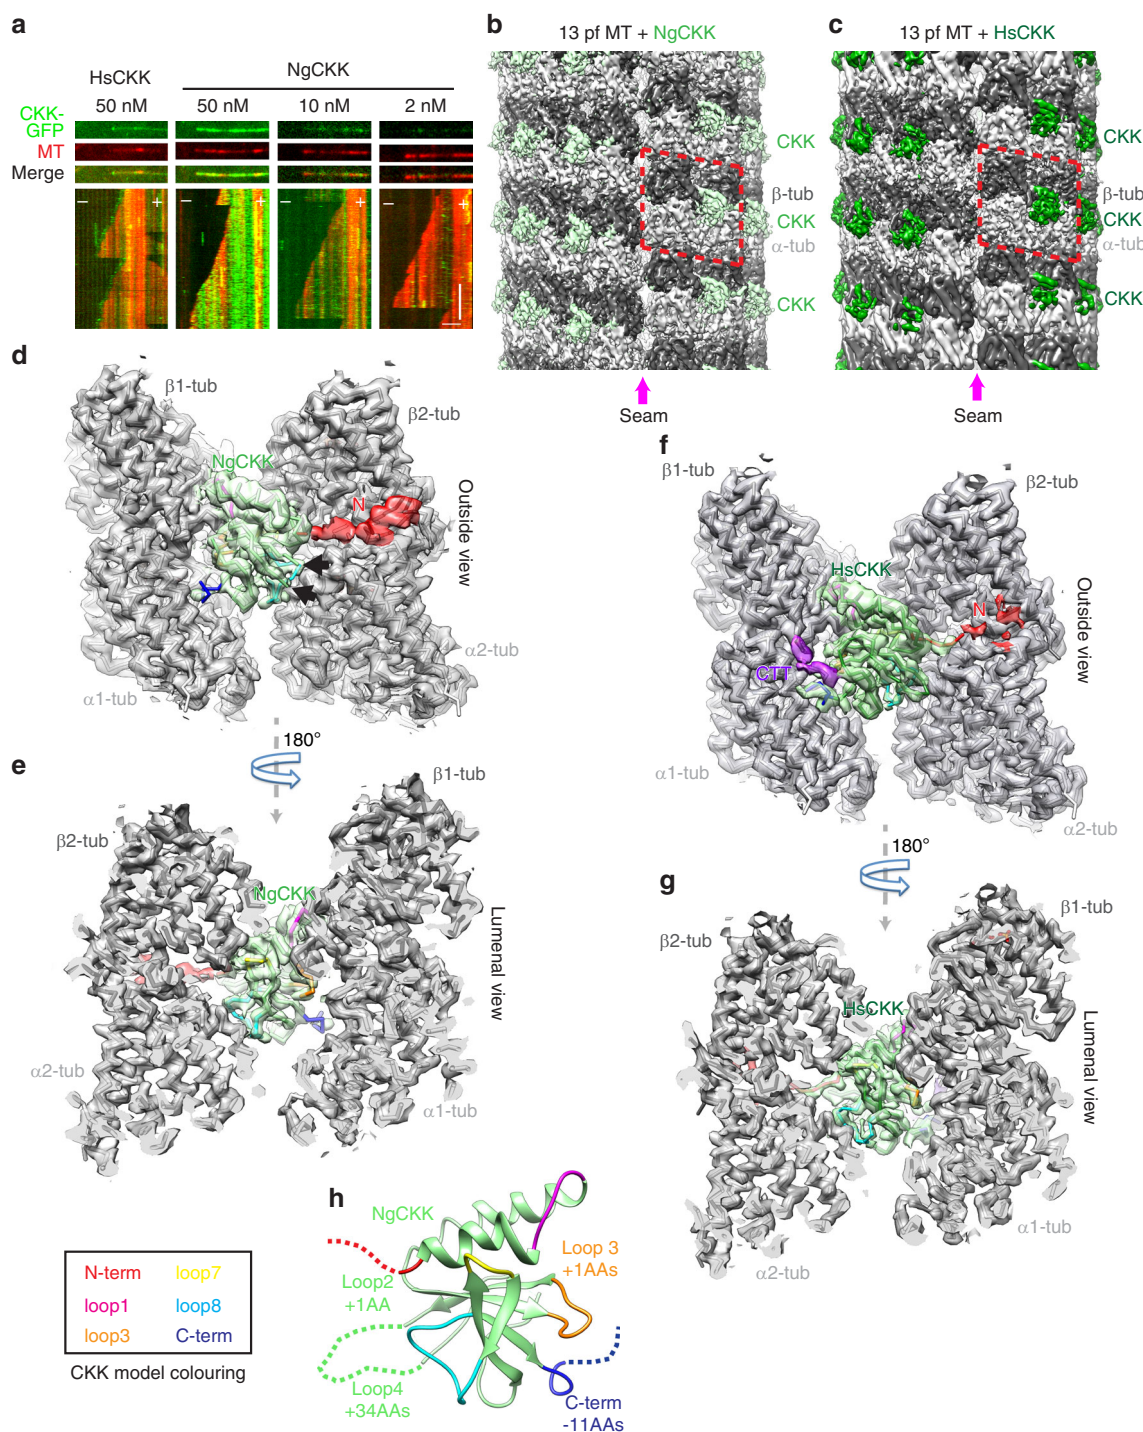 a
HsCKK
NgCKK
50 nM
50 nM
10 nM
2 nM
CKK-
GFP
MT
Merge
–
+
–
+
–
+
–
+
b
13 pf MT + NgCKK
CKK
β-tub
CKK
α-tub
CKK
Seam
c
13 pf MT + HsCKK
CKK
β-tub
CKK
α-tub
CKK
Seam
d
β1-tub
β2-tub
NgCKK
N
Outside view
α2-tub
α1-tub
180°
e
β1-tub
β2-tub
NgCKK
Lumenal view
α2-tub
α1-tub
f
β1-tub
β2-tub
HsCKK
N
CTT
Outside view
α1-tub
α2-tub
180°
g
β1-tub
β2-tub
HsCKK
Lumenal view
α1-tub
α2-tub
h
NgCKK
Loop 3
+1AAs
Loop2
+1AA
Loop4
+34AAs
C-term
-11AAs
N-term
loop7
loop1
loop8
loop3
C-term
CKK model colouring